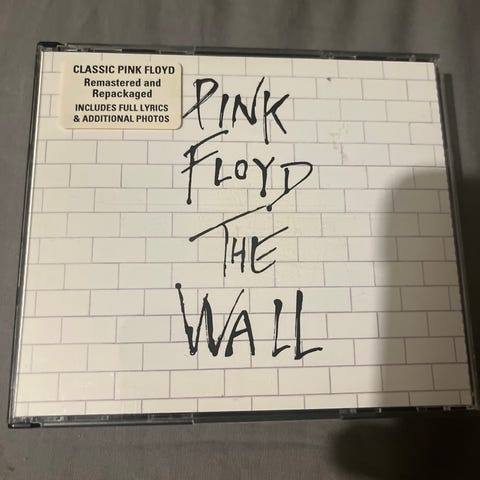 CLASSIC PINK FLOYD
Remastered and
Repackaged
INCLUDES FULL LYRICS
& ADDITIONAL PHOTOS
PINK
FLOYD
THE
WALL